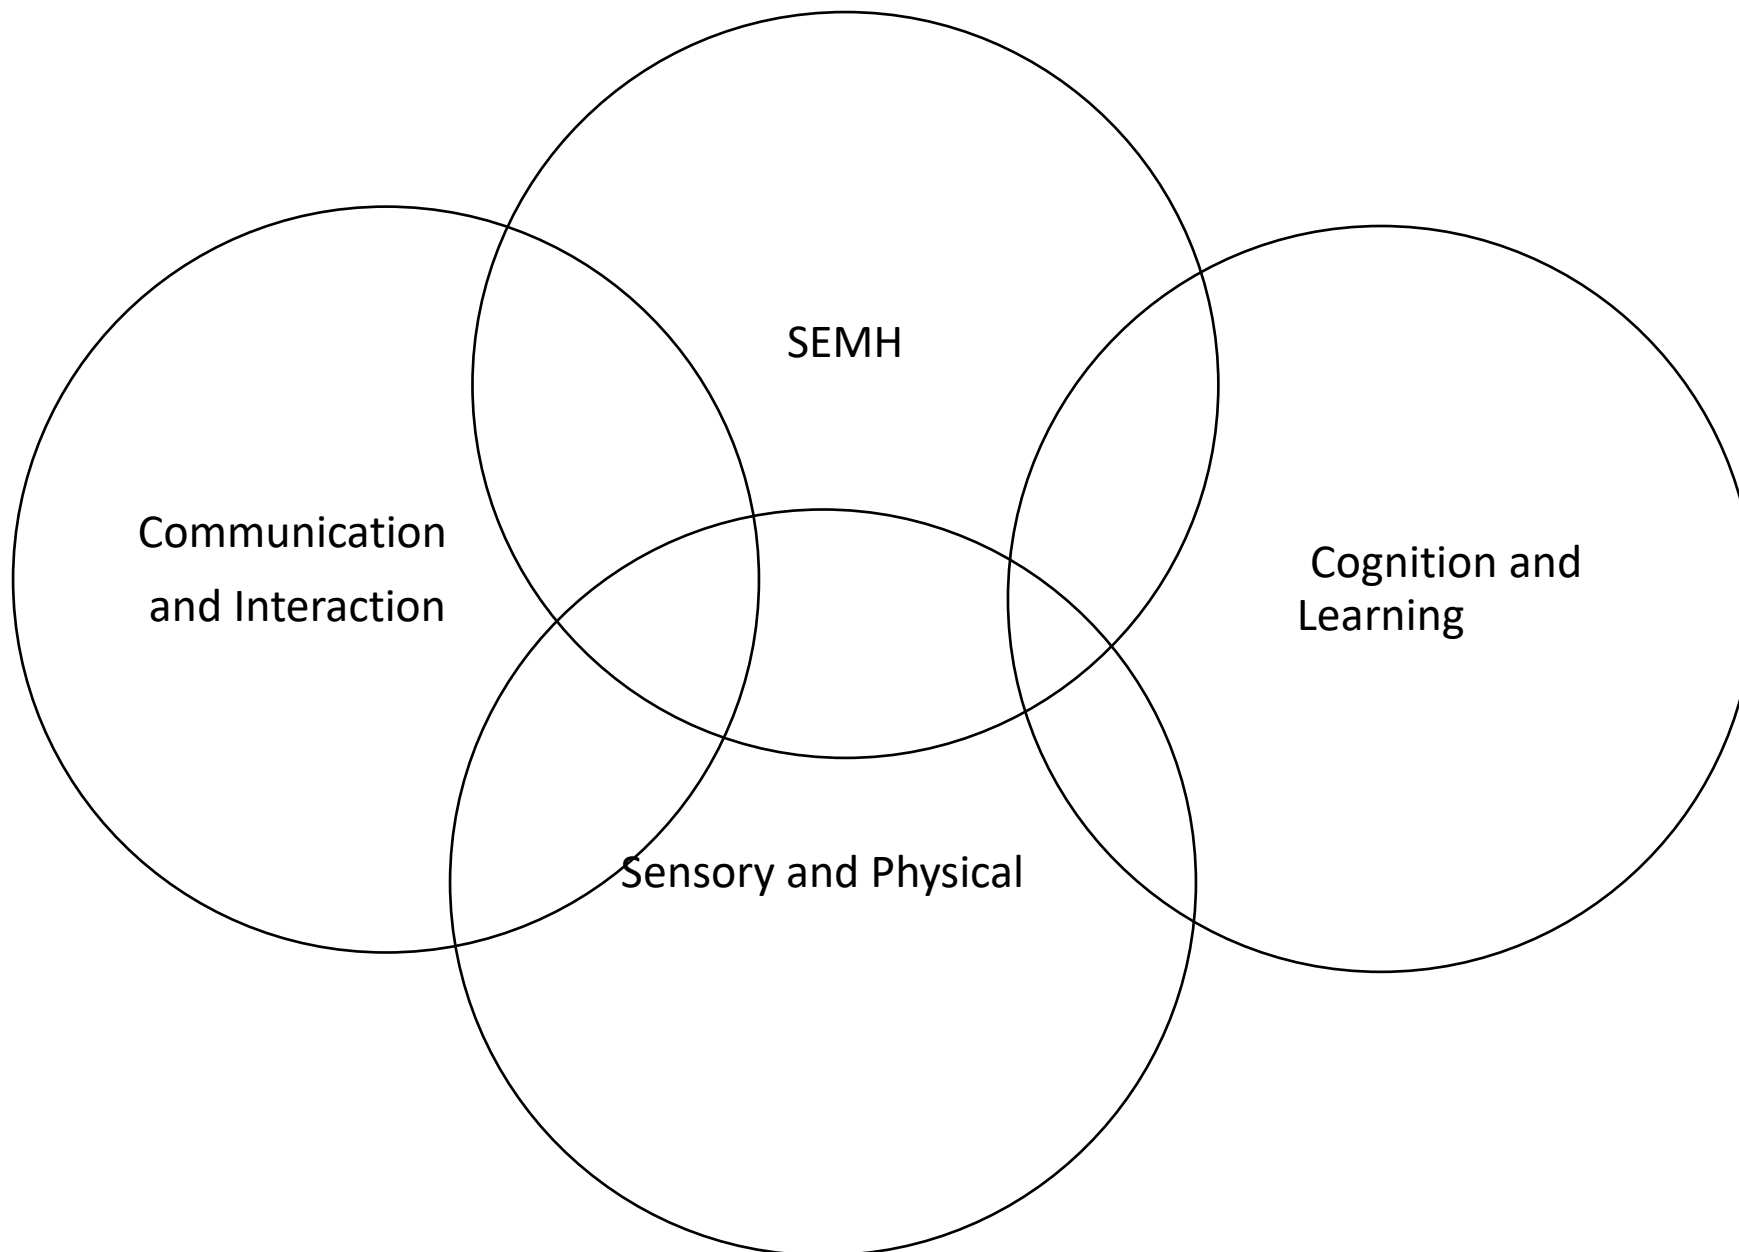 SEMH
Communication
and Interaction
Cognition and
Learning
Sensory and Physical